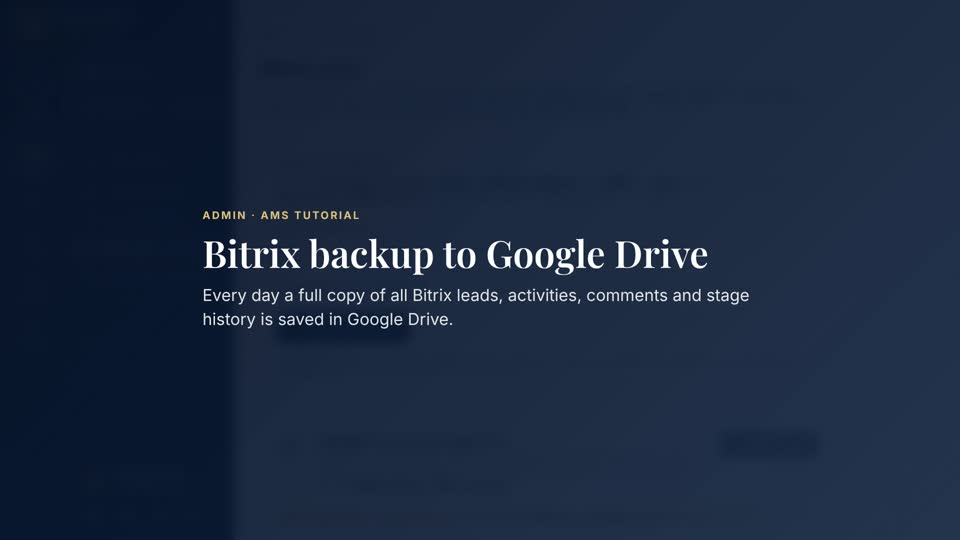 ADMIN · AMS TUTORIAL
Bitrix backup to Google Drive
Every day a full copy of all Bitrix leads, activities, comments and stage
history is saved in Google Drive.